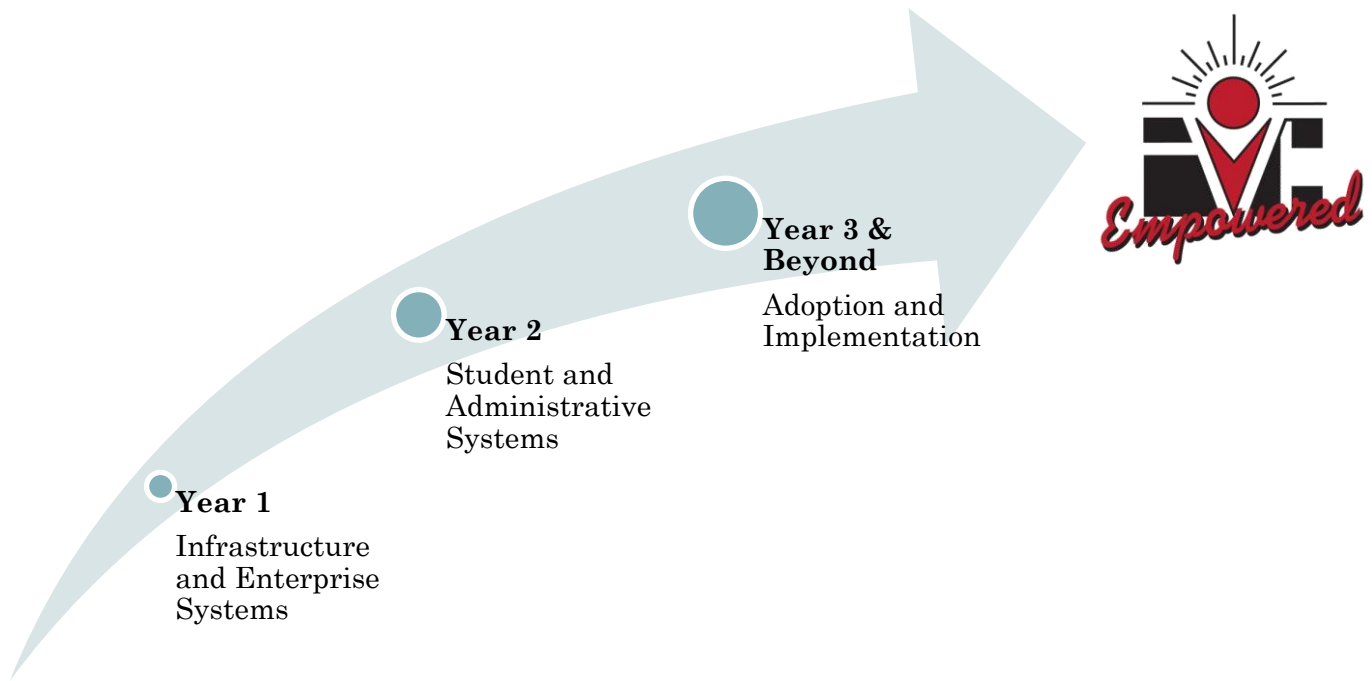 Year 1
Infrastructure
and Enterprise
Systems
Year 2
Student and
Administrative
Systems
Year 3 &
Beyond
Adoption and
Implementation
IVC
Empowered